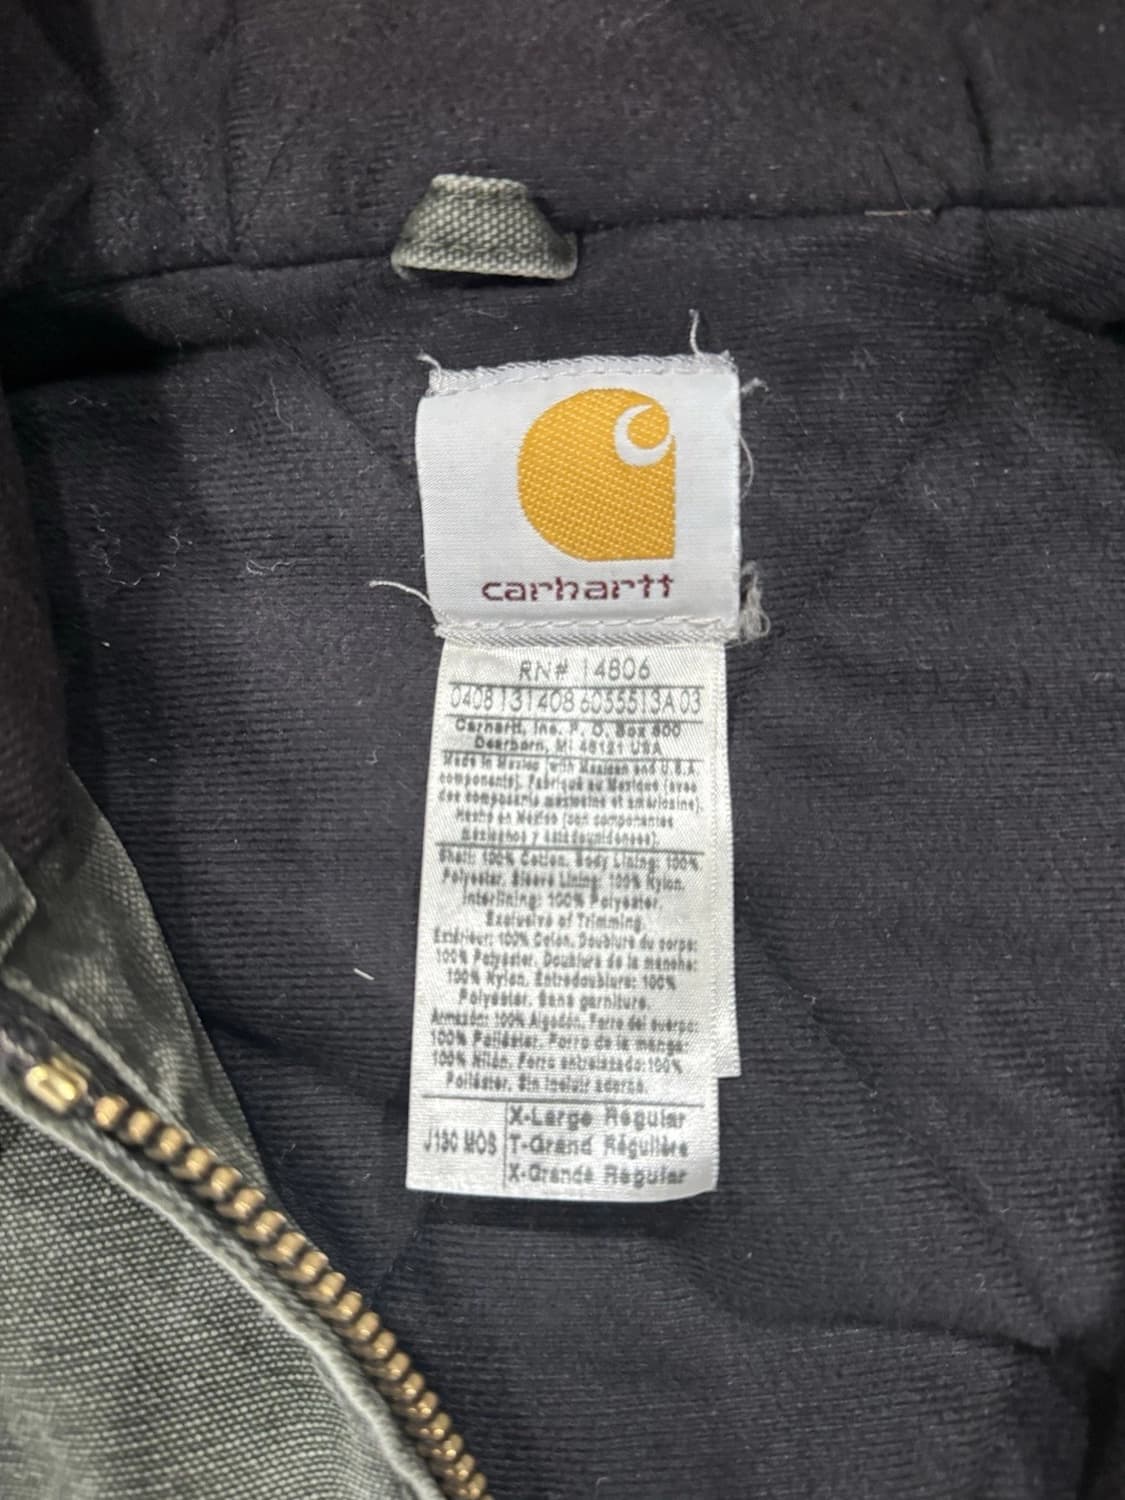 carhartt
RN# 14806
0408 131408 6055513A 03
Carhartt, Inc. P. O. Box 600
Dearborn, MI 48121 USA
Made in Mexico (with Mexican and U.S.A.
components). Fabriqué au Mexique (avec
des composants mexicains et américains).
Hecho en México (con componentes
Mexicanos y estadounidenses).
Shell: 100% Cotton. Body Lining: 100%
Polyester. Sleeve Lining: 100% Nylon.
Interlining: 100% Polyester.
Exclusive of Trimming.
Extérieur: 100% Coton. Doublure du corps:
100% Polyester. Doublure de la manche:
100% Nylon. Entredoublure: 100%
Polyester. Sans garniture.
Armazón: 100% Algodón. Forro del cuerpo:
100% Poliéster. Forro de la manga:
100% Nilón. Forro entrelazado:100%
Poliéster. Sin incluir adorno.
J130 MOS
X-Large Regular
T-Grand Régulière
X-Grande Regular